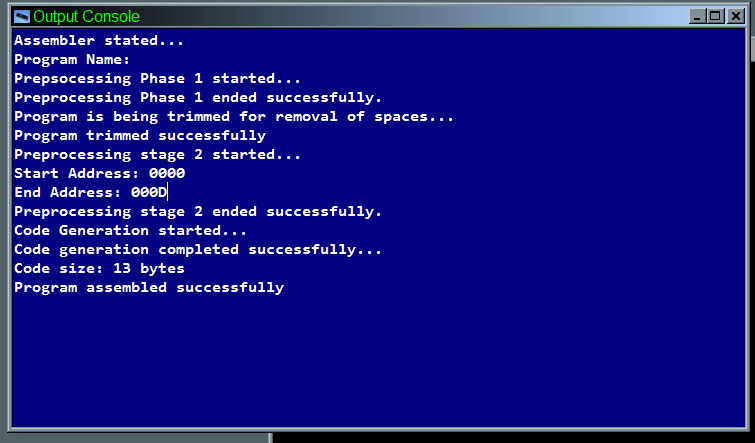 Output Console
Assembler stated...
Program Name:
Prepsocessing Phase 1 started...
Preprocessing Phase 1 ended successfully.
Program is being trimmed for removal of spaces...
Program trimmed successfully
Preprocessing stage 2 started...
Start Address: 0000
End Address: 000D
Preprocessing stage 2 ended successfully.
Code Generation started...
Code generation completed successfully...
Code size: 13 bytes
Program assembled successfully